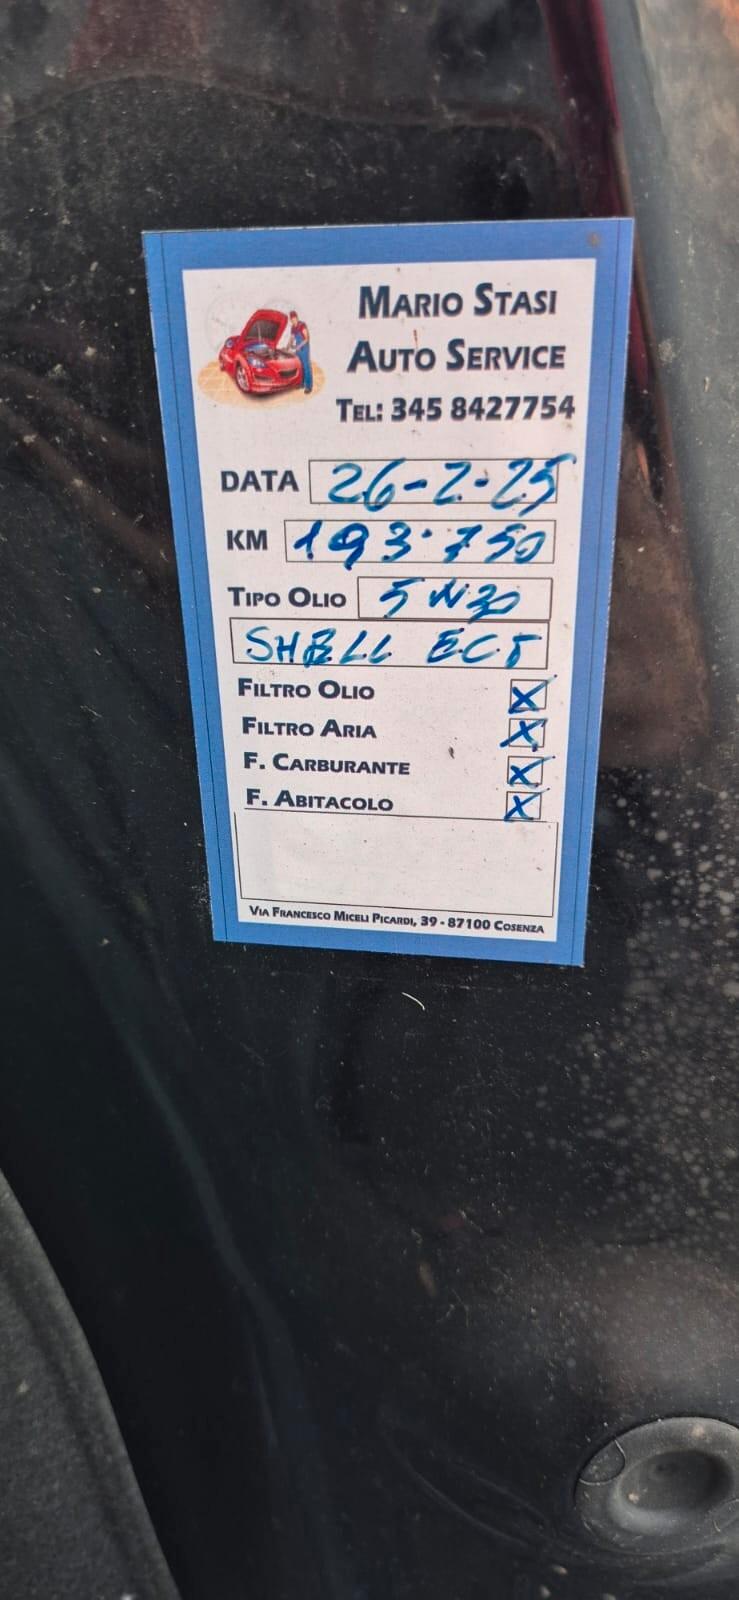 MARIO STASI
AUTO SERVICE
TEL: 345 8427754
DATA 26-2-25
KM 193.750
TIPO OLIO 5W30
SHELL ECT
FILTRO OLIO X
FILTRO ARIA X
F. CARBURANTE X
F. ABITACOLO X
VIA FRANCESCO MICELI PICARDI, 39 - 87100 COSENZA